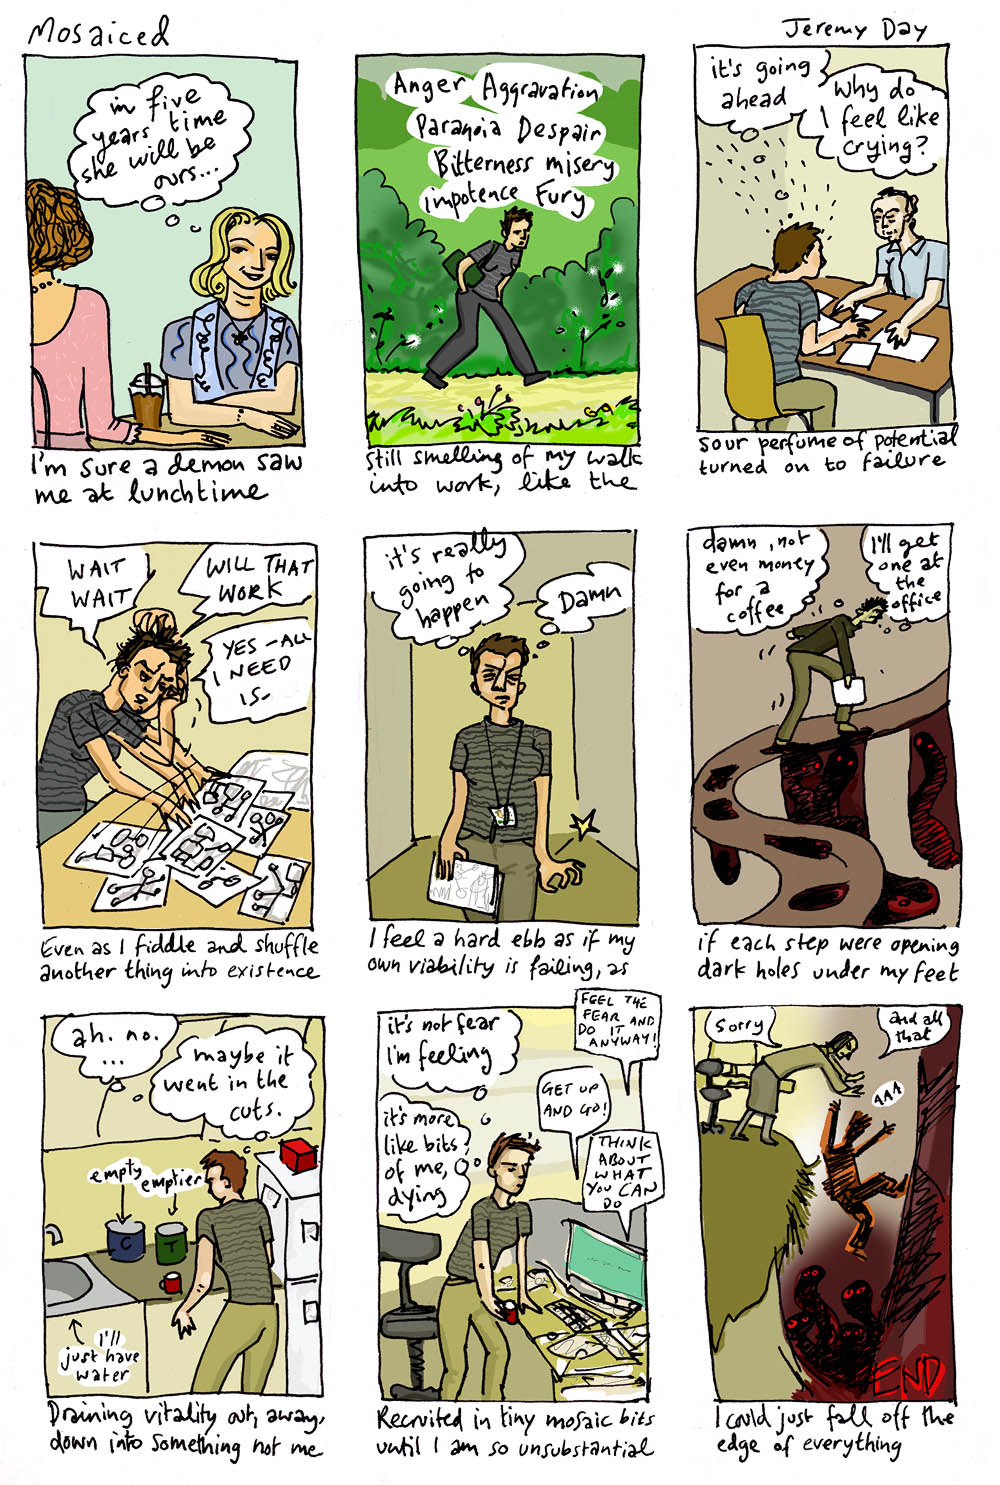 Mosaiced
Jeremy Day
in five
years time
she will be
ours...
I'm sure a demon saw
me at lunchtime
Anger Aggravation
Paranoia Despair
Bitterness misery
impotence Fury
Still smelling of my walk
into work, like the
it's going
ahead
Why do
I feel like
crying?
sour perfume of potential
turned on to failure
WAIT
WAIT
WILL THAT
WORK
YES - ALL
I NEED
IS-
Even as I fiddle and shuffle
another thing into existence
it's really
going to
happen
Damn
I feel a hard ebb as if my
own viability is failing, as
damn, not
even money
for a
coffee
I'll get
one at
the
office
if each step were opening
dark holes under my feet
ah. no.
...
maybe it
went in the
cuts.
empty
emptier
C
T
I'll
just have
water
Draining vitality out, away,
down into something not me
it's not fear
I'm feeling
it's more
like bits
of me,
dying
FEEL THE
FEAR AND
DO IT
ANYWAY!
GET UP
AND GO!
THINK
ABOUT
WHAT
YOU CAN
DO
Recruited in tiny mosaic bits
until I am so unsubstantial
Sorry
and all
that
AAA
END
I could just fall off the
edge of everything